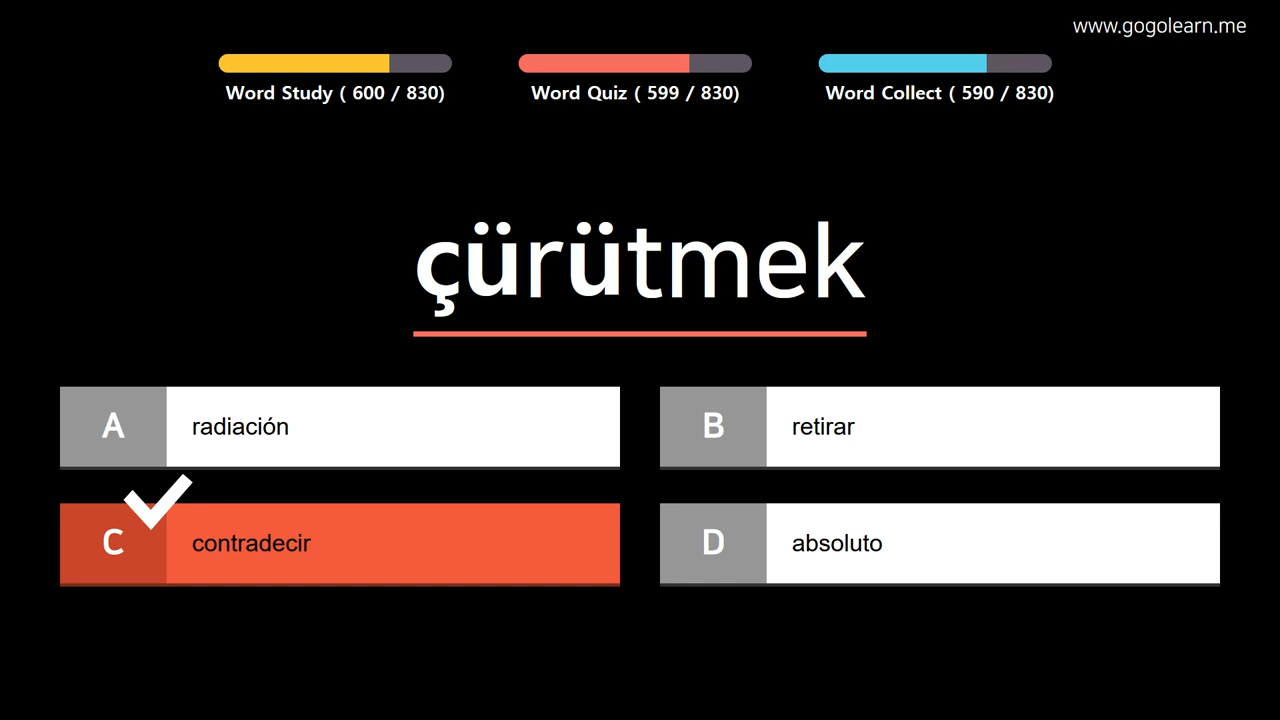 www.gogolearn.me
Word Study ( 600 / 830)
Word Quiz ( 599 / 830)
Word Collect ( 590 / 830)
çürütmek
A radiación
B retirar
C contradecir
D absoluto